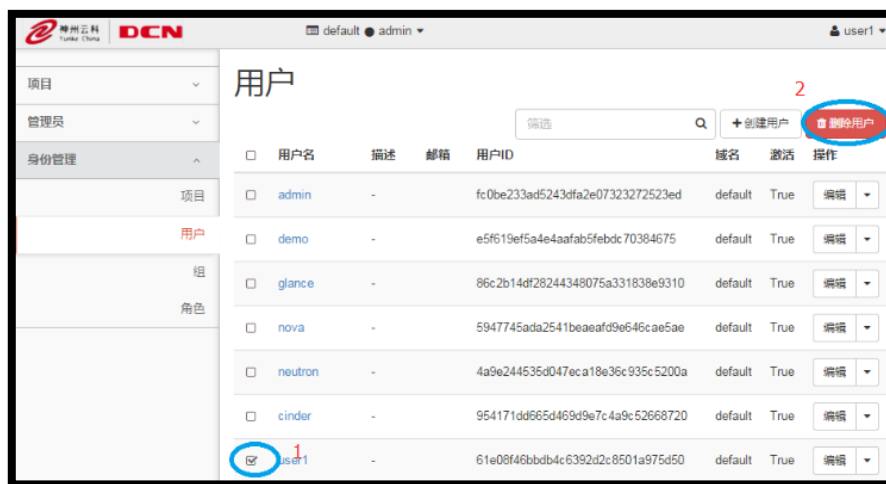 神州云科 DCN default admin user1
Yunke China
项目
管理员
身份管理
项目
用户
组
角色
用户
2
筛选 +创建用户 删除用户
用户名 描述 邮箱 用户ID 域名 激活 操作
admin - fc0be233ad5243dfa2e07323272523ed default True 编辑
demo - e5f619ef5a4e4aafab5febdc70384675 default True 编辑
glance - 86c2b14df28244348075a331838e9310 default True 编辑
nova - 5947745ada2541beaeafd9e646cae5ae default True 编辑
neutron - 4a9e244535d047eca18e36c935c5200a default True 编辑
cinder - 954171dd665d469d9e7c4a9c52668720 default True 编辑
1
user1 - 61e08f46bbdb4c6392d2c8501a975d50 default True 编辑